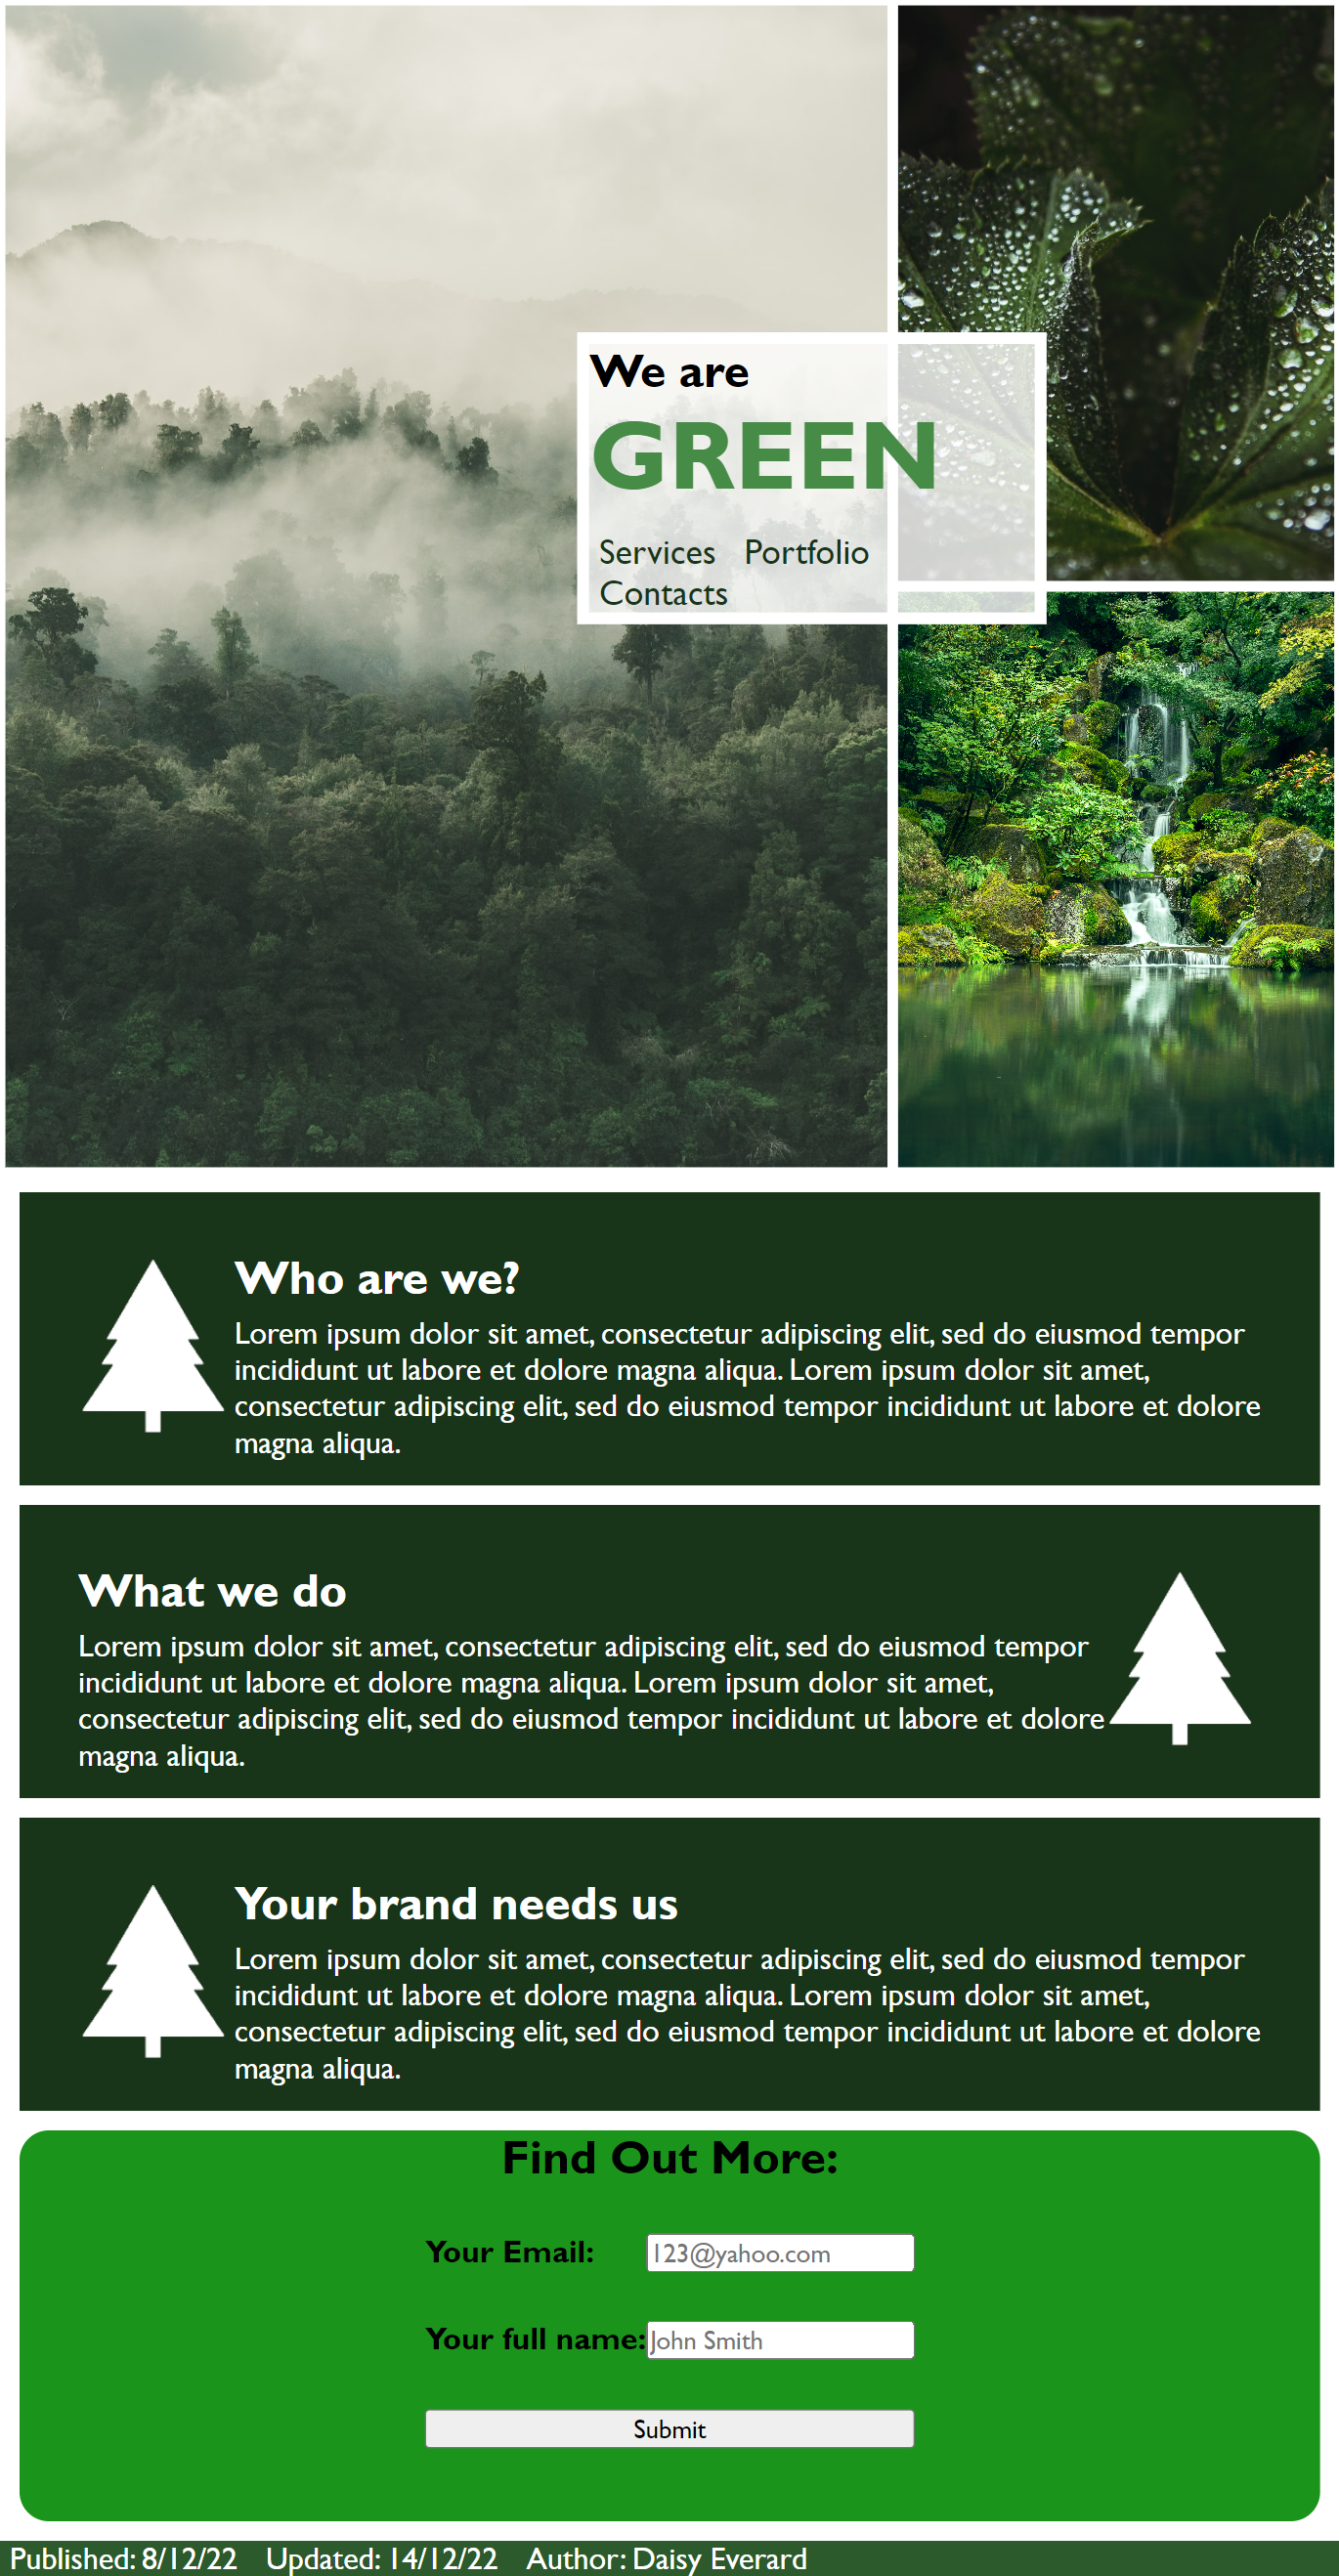 We are
GREEN
Services Portfolio
Contacts
Who are we?
Lorem ipsum dolor sit amet, consectetur adipiscing elit, sed do eiusmod tempor
incididunt ut labore et dolore magna aliqua. Lorem ipsum dolor sit amet,
consectetur adipiscing elit, sed do eiusmod tempor incididunt ut labore et dolore
magna aliqua.
What we do
Lorem ipsum dolor sit amet, consectetur adipiscing elit, sed do eiusmod tempor
incididunt ut labore et dolore magna aliqua. Lorem ipsum dolor sit amet,
consectetur adipiscing elit, sed do eiusmod tempor incididunt ut labore et dolore
magna aliqua.
Your brand needs us
Lorem ipsum dolor sit amet, consectetur adipiscing elit, sed do eiusmod tempor
incididunt ut labore et dolore magna aliqua. Lorem ipsum dolor sit amet,
consectetur adipiscing elit, sed do eiusmod tempor incididunt ut labore et dolore
magna aliqua.
Find Out More:
Your Email: 123@yahoo.com
Your full name: John Smith
Submit
Published: 8/12/22 Updated: 14/12/22 Author: Daisy Everard